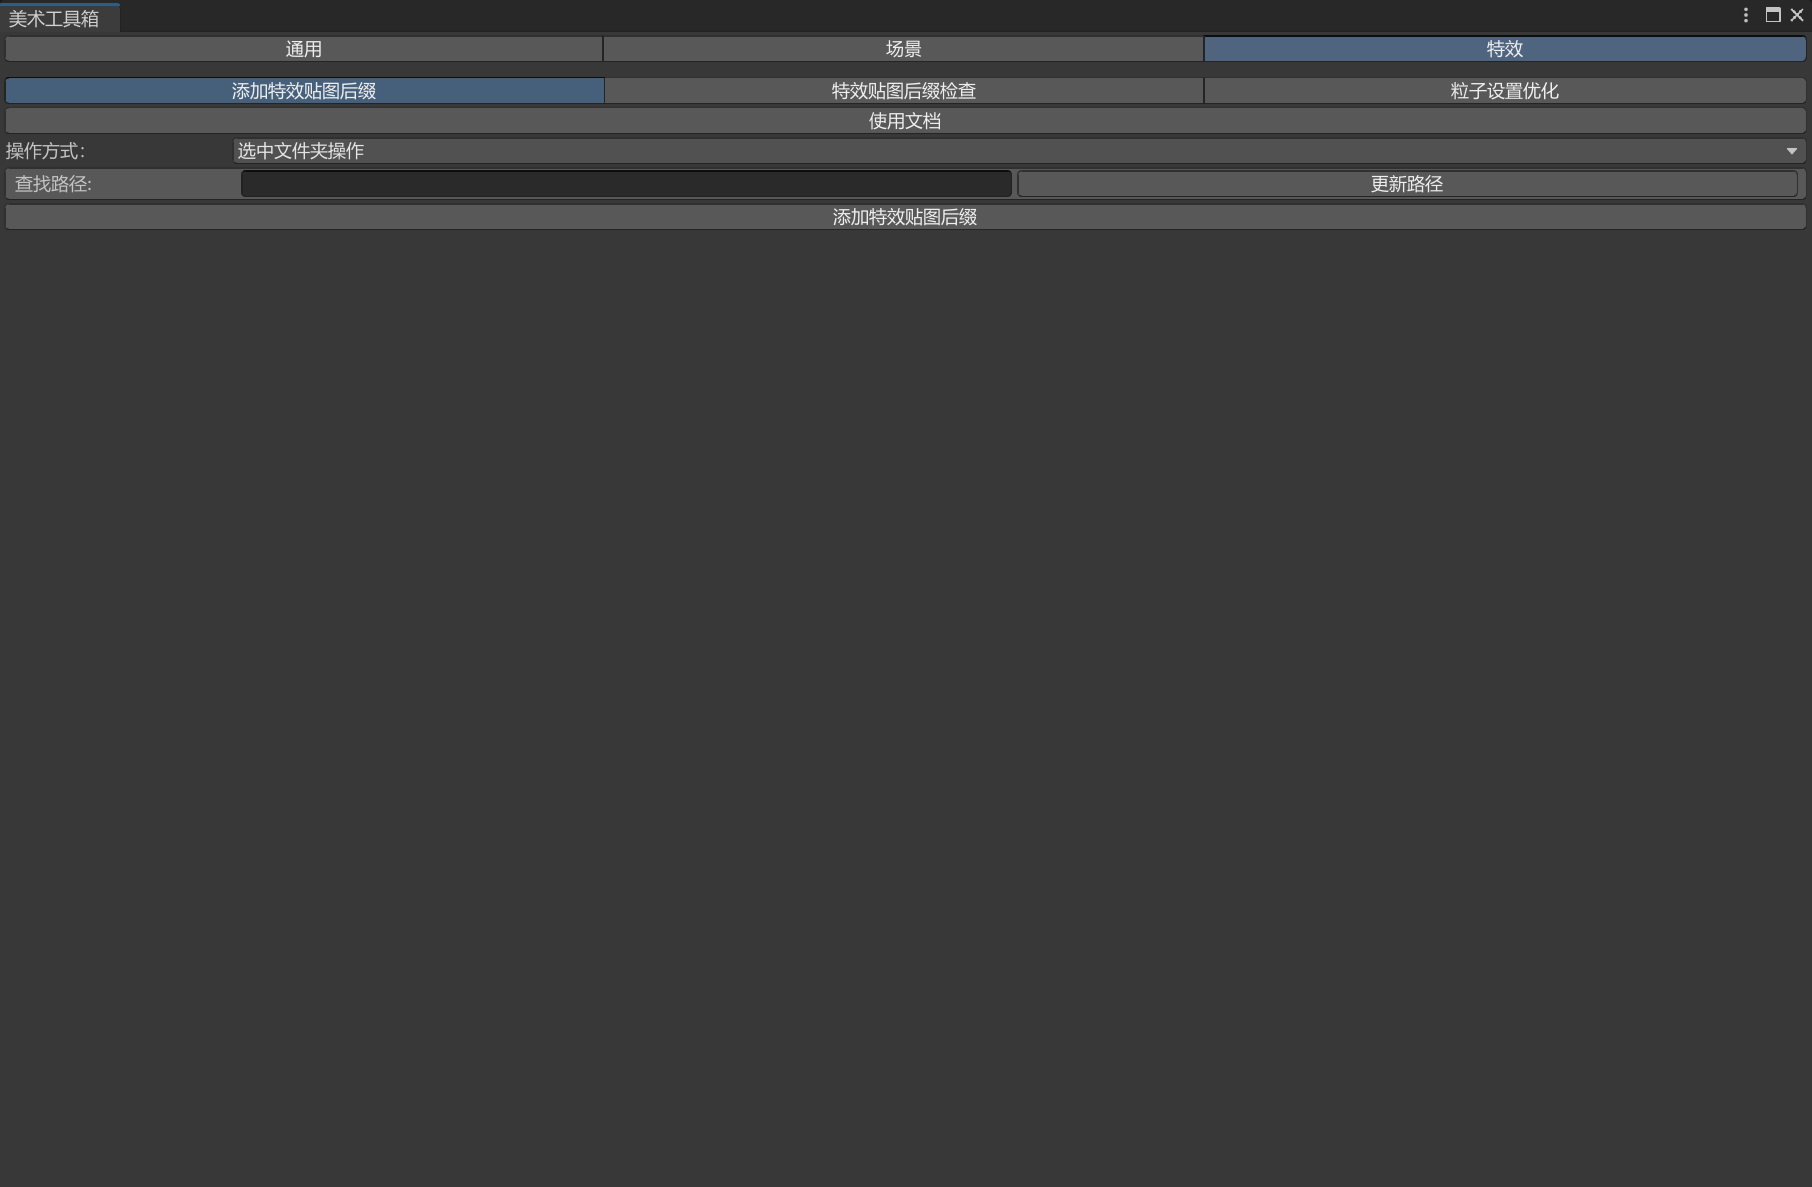 美术工具箱
通用 场景 特效
添加特效贴图后缀 特效贴图后缀检查 粒子设置优化
使用文档
操作方式: 选中文件夹操作
查找路径: 更新路径
添加特效贴图后缀